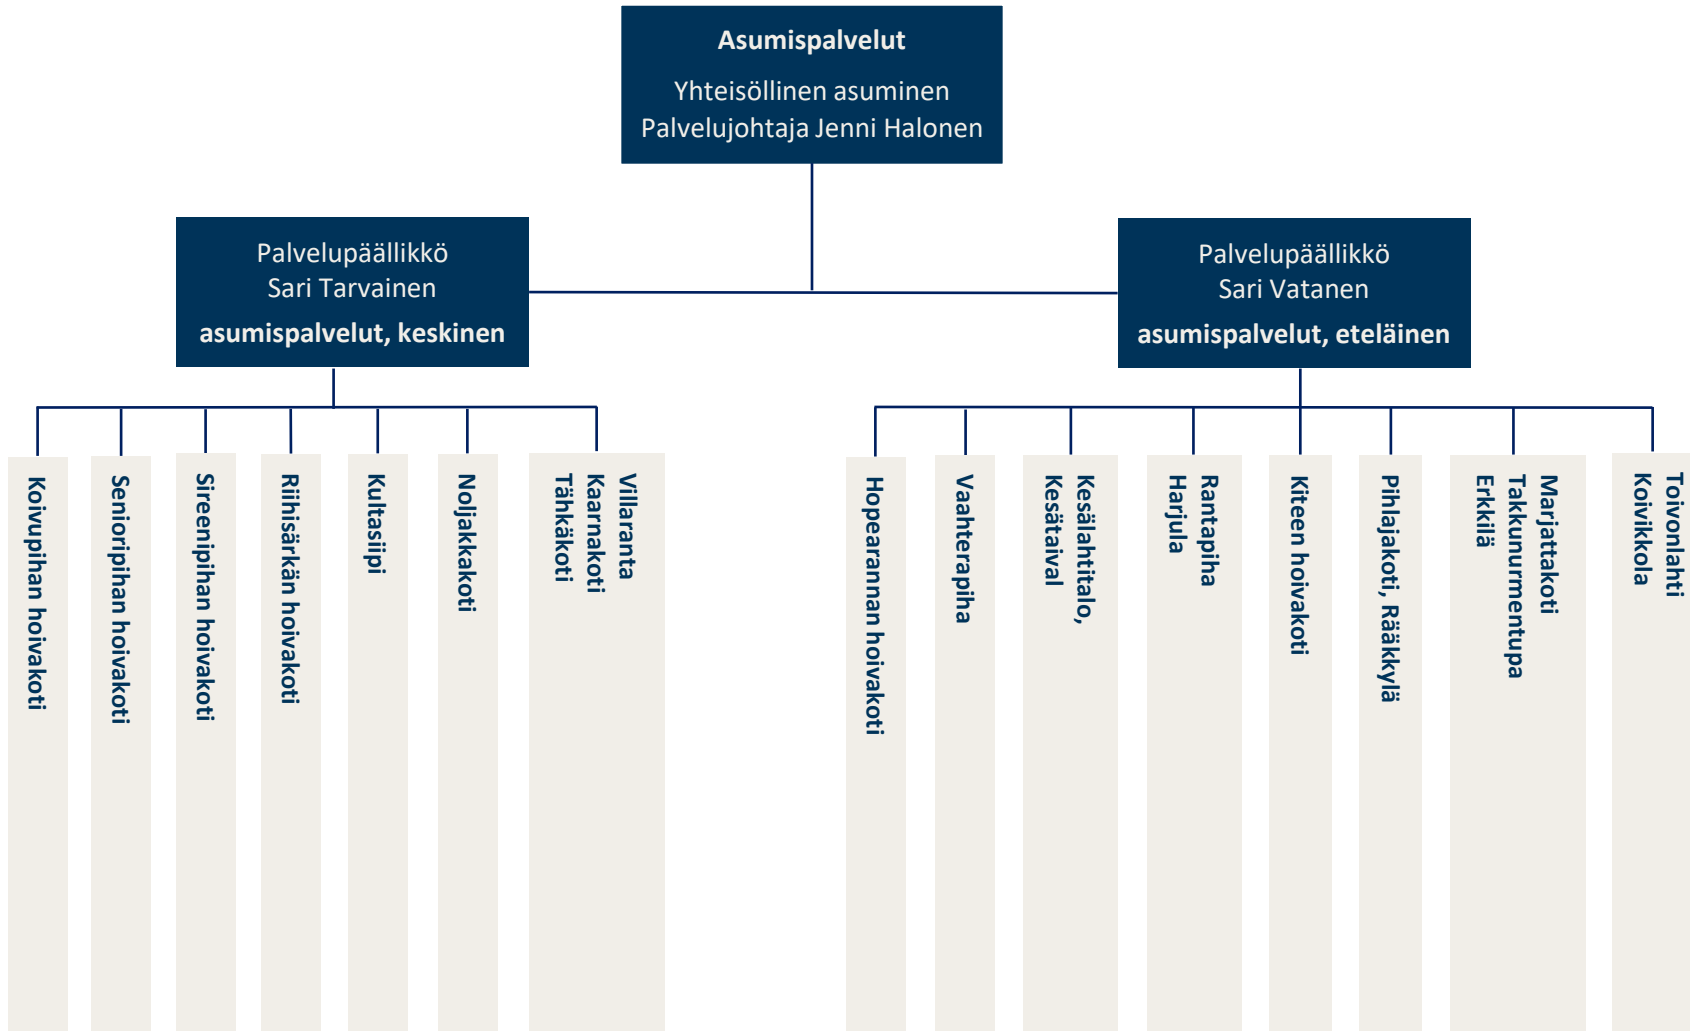 Asumispalvelut
Yhteisöllinen asuminen
Palvelujohtaja Jenni Halonen
Palvelupäällikkö
Sari Tarvainen
asumispalvelut, keskinen
Palvelupäällikkö
Sari Vatanen
asumispalvelut, eteläinen
Koivupihan hoivakoti
Senioripihan hoivakoti
Sireenipihan hoivakoti
Riihisärkän hoivakoti
Kultasiipi
Noljakkakoti
Villaranta
Kaarnakoti
Tähkäkoti
Hopearannan hoivakoti
Vaahterapiha
Kesälahtitalo,
Kesätaival
Rantapiha
Harjula
Kiteen hoivakoti
Pihlajakoti, Rääkkylä
Marjattakoti
Takkunurmentupa
Erkkilä
Toivonlahti
Koivikkola